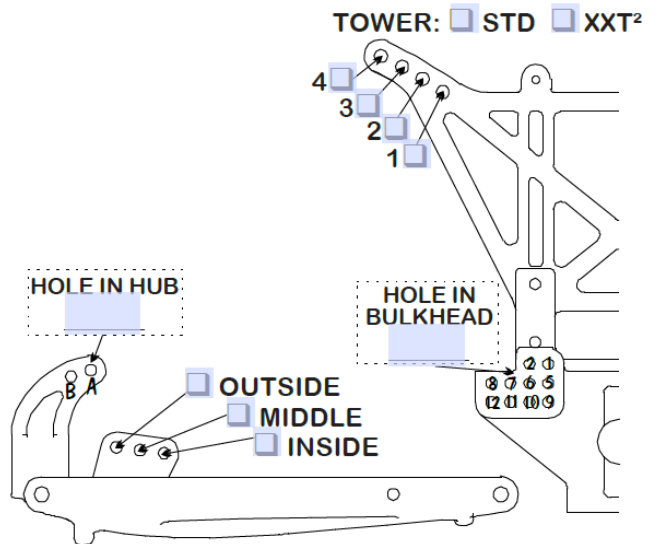 TOWER: STD XXT²
4
3
2
1
HOLE IN HUB
HOLE IN
BULKHEAD
B A
2 1
8 7 6 5
12 11 10 9
OUTSIDE
MIDDLE
INSIDE